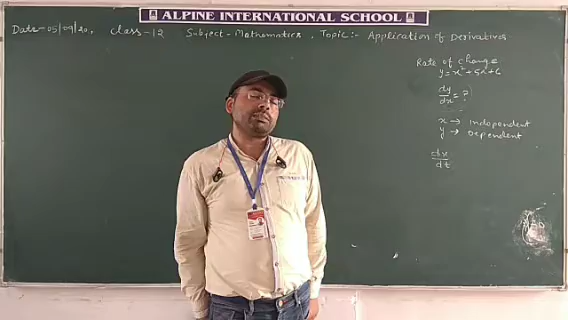 ALPINE INTERNATIONAL SCHOOL
Date-05/09/20, Class-12 Subject-Mathematics, Topic:- Application of Derivatives
Rate of change
y=x²+5x+6
dy/dx=?
x → Independent
y → Dependent
dx/dt